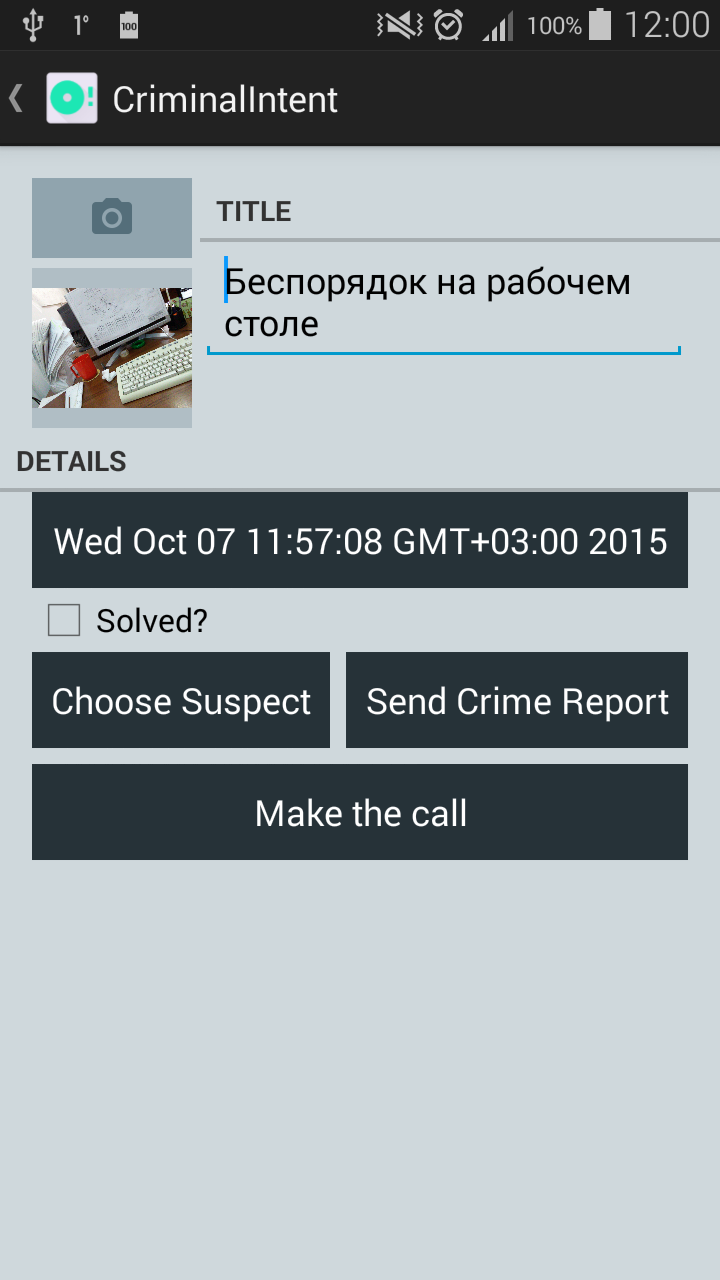 1° 100 100% 12:00
CriminalIntent
TITLE
Беспорядок на рабочем
столе
DETAILS
Wed Oct 07 11:57:08 GMT+03:00 2015
Solved?
Choose Suspect Send Crime Report
Make the call